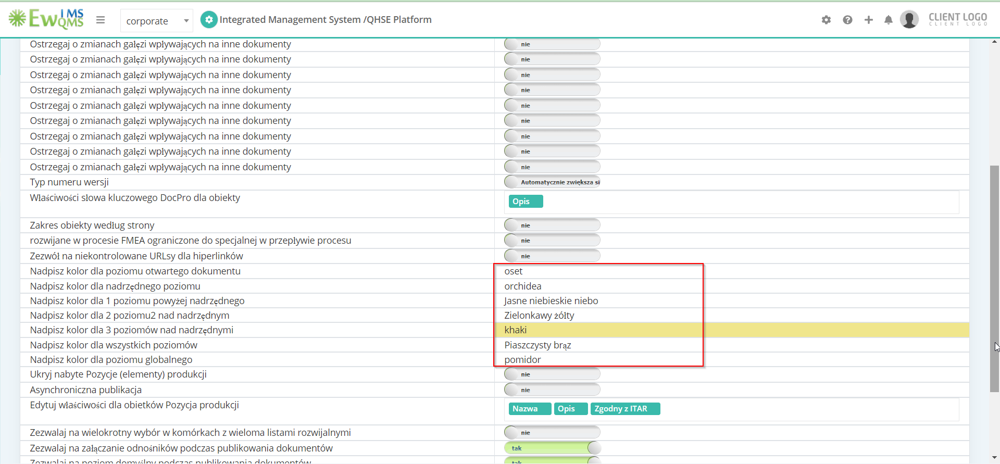 EwQMS IMS
corporate
Integrated Management System /QHSE Platform
CLIENT LOGO
CLIENT LOGO
Ostrzegaj o zmianach gałęzi wpływających na inne dokumenty nie
Ostrzegaj o zmianach gałęzi wpływających na inne dokumenty nie
Ostrzegaj o zmianach gałęzi wpływających na inne dokumenty nie
Ostrzegaj o zmianach gałęzi wpływających na inne dokumenty nie
Ostrzegaj o zmianach gałęzi wpływających na inne dokumenty nie
Ostrzegaj o zmianach gałęzi wpływających na inne dokumenty nie
Ostrzegaj o zmianach gałęzi wpływających na inne dokumenty nie
Ostrzegaj o zmianach gałęzi wpływających na inne dokumenty nie
Ostrzegaj o zmianach gałęzi wpływających na inne dokumenty nie
Typ numeru wersji Automatycznie zwiększa si
Właściwości słowa kluczowego DocPro dla obiekty Opis
Zakres obiekty według strony nie
rozwijane w procesie FMEA ograniczone do specjalnej w przepływie procesu nie
Zezwół na niekontrolowane URLsy dla hiperlinków nie
Nadpisz kolor dla poziomu otwartego dokumentu oset
Nadpisz kolor dla nadrzędnego poziomu orchidea
Nadpisz kolor dla 1 poziomu powyżej nadrzędnego Jasne niebieskie niebo
Nadpisz kolor dla 2 poziomu2 nad nadrzędnym Zielonkawy żółty
Nadpisz kolor dla 3 poziomów nad nadrzędnymi khaki
Nadpisz kolor dla wszystkich poziomów Piaszczysty brąz
Nadpisz kolor dla poziomu globalnego pomidor
Ukryj nabyte Pozycje (elementy) produkcji nie
Asynchroniczna publikacja nie
Edytuj właściwości dla obietków Pozycja produkcji Nazwa Opis Zgodny z ITAR
Zezwalaj na wielokrotny wybór w komórkach z wieloma listami rozwijalnymi nie
Zezwalaj na załączanie odnośników podczas publikowania dokumentów tak
Zezwalaj na poziom domyślny podczas publikowania dokumentów tak